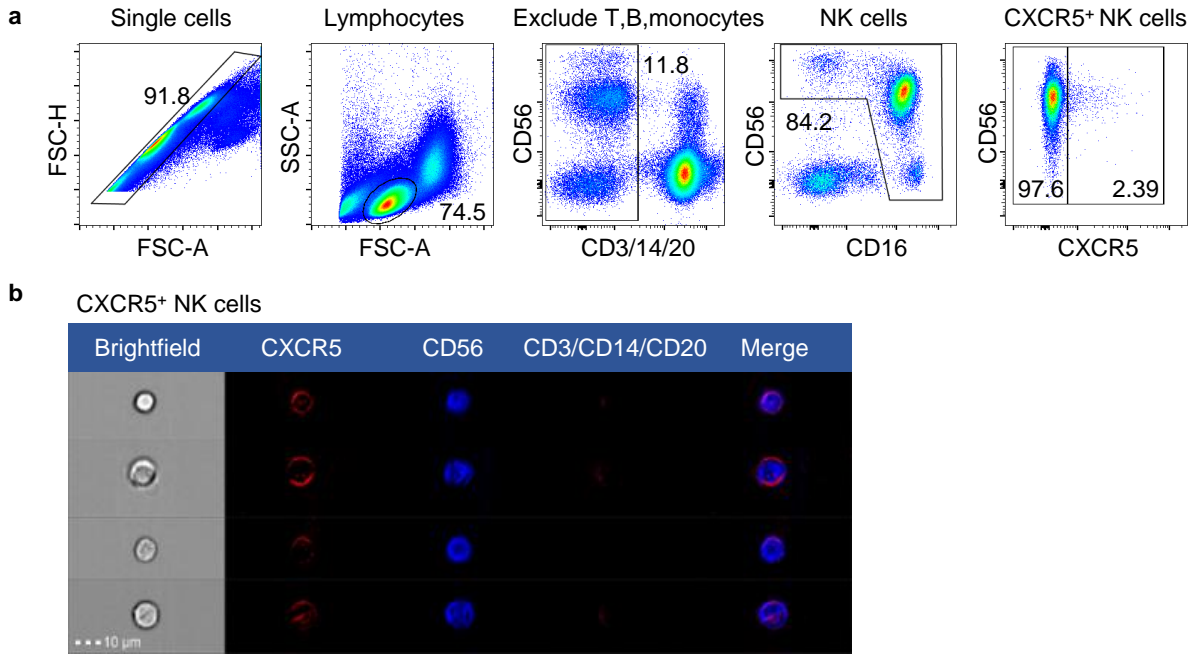 a
Single cells
Lymphocytes
Exclude T,B,monocytes
NK cells
CXCR5⁺ NK cells
91.8
FSC-H
FSC-A
74.5
SSC-A
FSC-A
11.8
CD56
CD3/14/20
84.2
CD56
CD16
97.6
2.39
CD56
CXCR5
b
CXCR5⁺ NK cells
Brightfield
CXCR5
CD56
CD3/CD14/CD20
Merge
10 µm